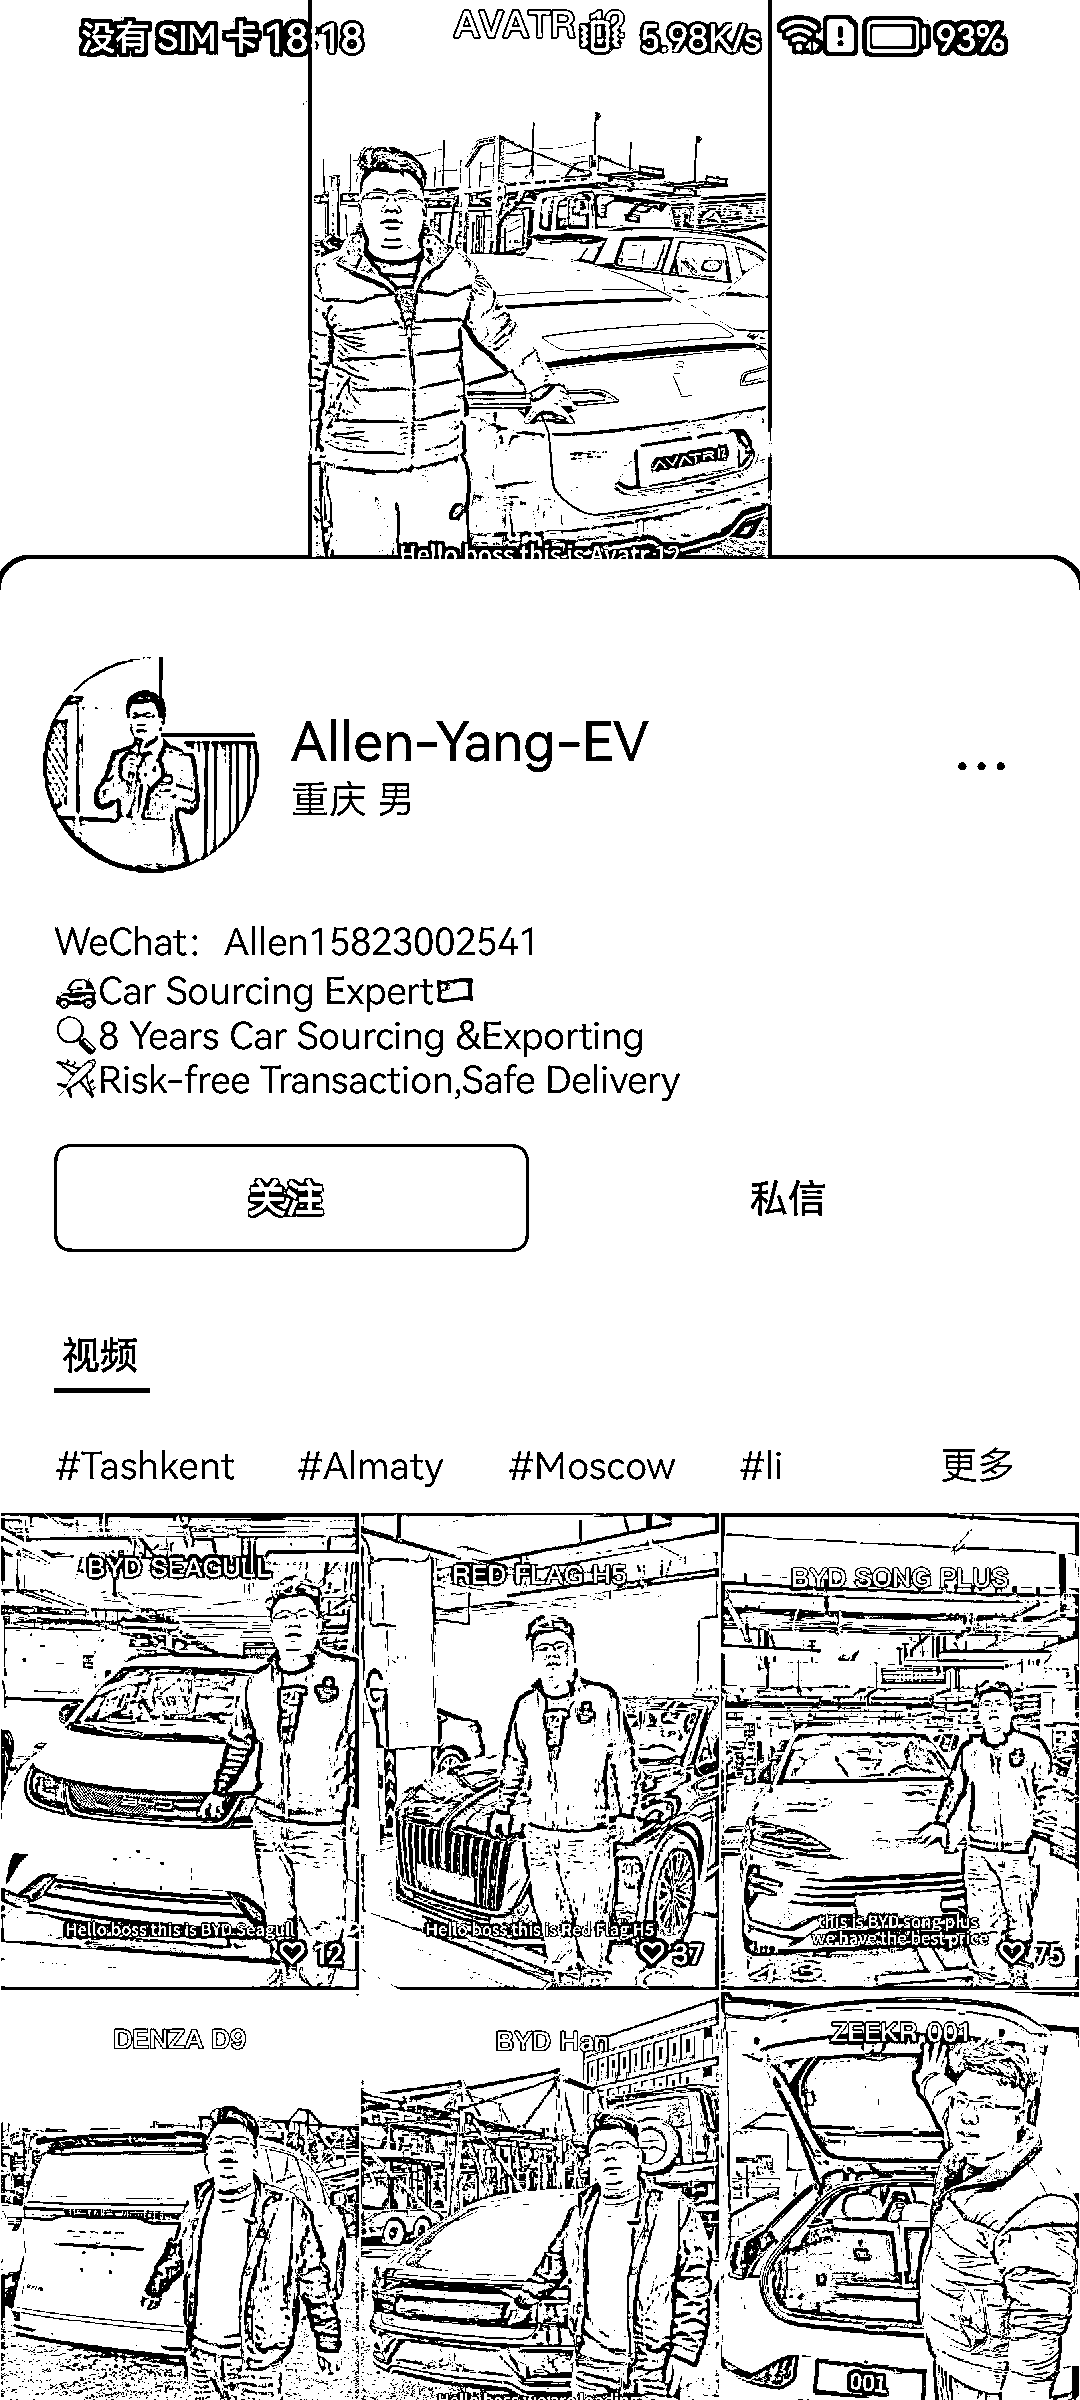 没有 SIM 卡 18:18
5.98K/s
93%
AVATR 12
AVATR 12
Hello boss this is Avatr 12
Allen-Yang-EV
重庆 男
WeChat: Allen15823002541
Car Sourcing Expert
8 Years Car Sourcing &Exporting
Risk-free Transaction,Safe Delivery
关注
私信
视频
#Tashkent #Almaty #Moscow #li 更多
BYD SEAGULL
Hello boss this is BYD Seagull
12
RED FLAG H5
Hello boss this is Red Flag H5
37
BYD SONG PLUS
this is BYD song plus
we have the best price
75
DENZA D9
BYD Han
ZEEKR 001
001